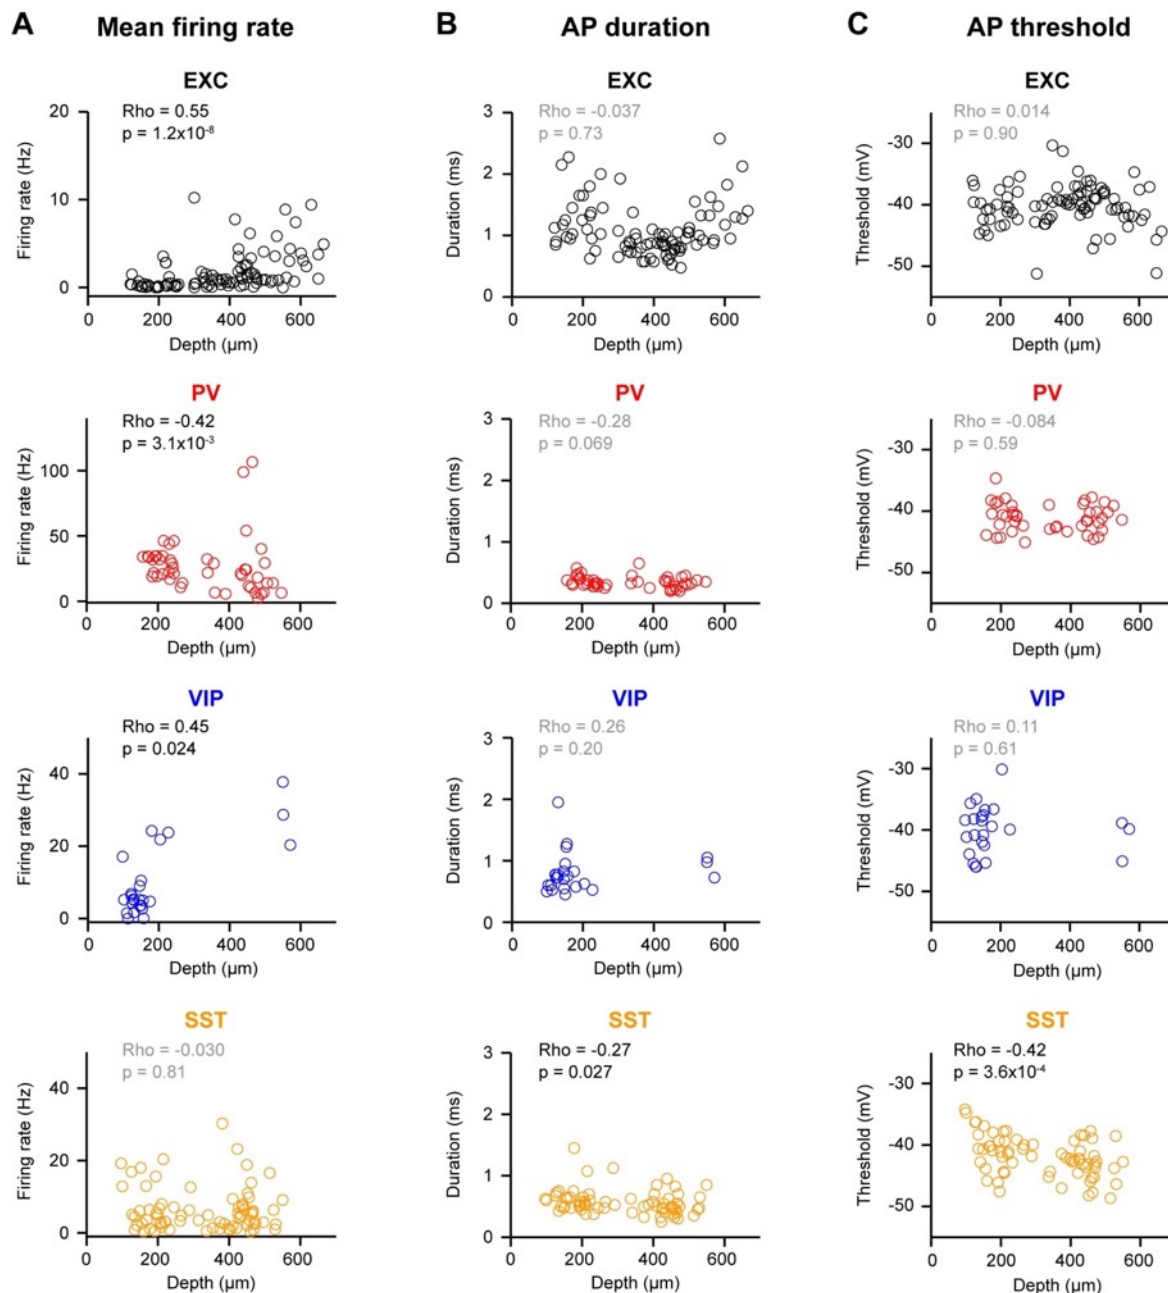 A Mean firing rate
B AP duration
C AP threshold
EXC
Rho = 0.55
p = 1.2x10⁻⁸
20
10
0
Firing rate (Hz)
0 200 400 600
Depth (µm)
EXC
Rho = -0.037
p = 0.73
3
2
1
0
Duration (ms)
0 200 400 600
Depth (µm)
EXC
Rho = 0.014
p = 0.90
-30
-40
-50
Threshold (mV)
0 200 400 600
Depth (µm)
PV
Rho = -0.42
p = 3.1x10⁻³
100
50
0
Firing rate (Hz)
0 200 400 600
Depth (µm)
PV
Rho = -0.28
p = 0.069
3
2
1
0
Duration (ms)
0 200 400 600
Depth (µm)
PV
Rho = -0.084
p = 0.59
-30
-40
-50
Threshold (mV)
0 200 400 600
Depth (µm)
VIP
Rho = 0.45
p = 0.024
40
20
0
Firing rate (Hz)
0 200 400 600
Depth (µm)
VIP
Rho = 0.26
p = 0.20
3
2
1
0
Duration (ms)
0 200 400 600
Depth (µm)
VIP
Rho = 0.11
p = 0.61
-30
-40
-50
Threshold (mV)
0 200 400 600
Depth (µm)
SST
Rho = -0.030
p = 0.81
40
20
0
Firing rate (Hz)
0 200 400 600
Depth (µm)
SST
Rho = -0.27
p = 0.027
3
2
1
0
Duration (ms)
0 200 400 600
Depth (µm)
SST
Rho = -0.42
p = 3.6x10⁻⁴
-30
-40
-50
Threshold (mV)
0 200 400 600
Depth (µm)